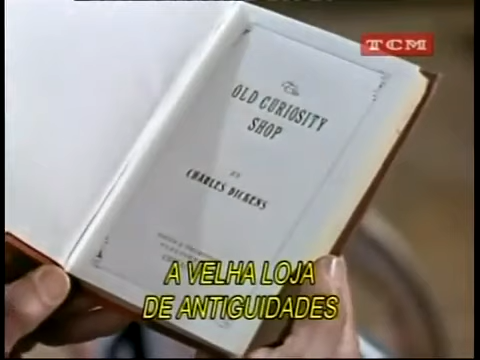 TCM
The
OLD CURIOSITY
SHOP
BY
CHARLES DICKENS
A VELHA LOJA
DE ANTIGUIDADES